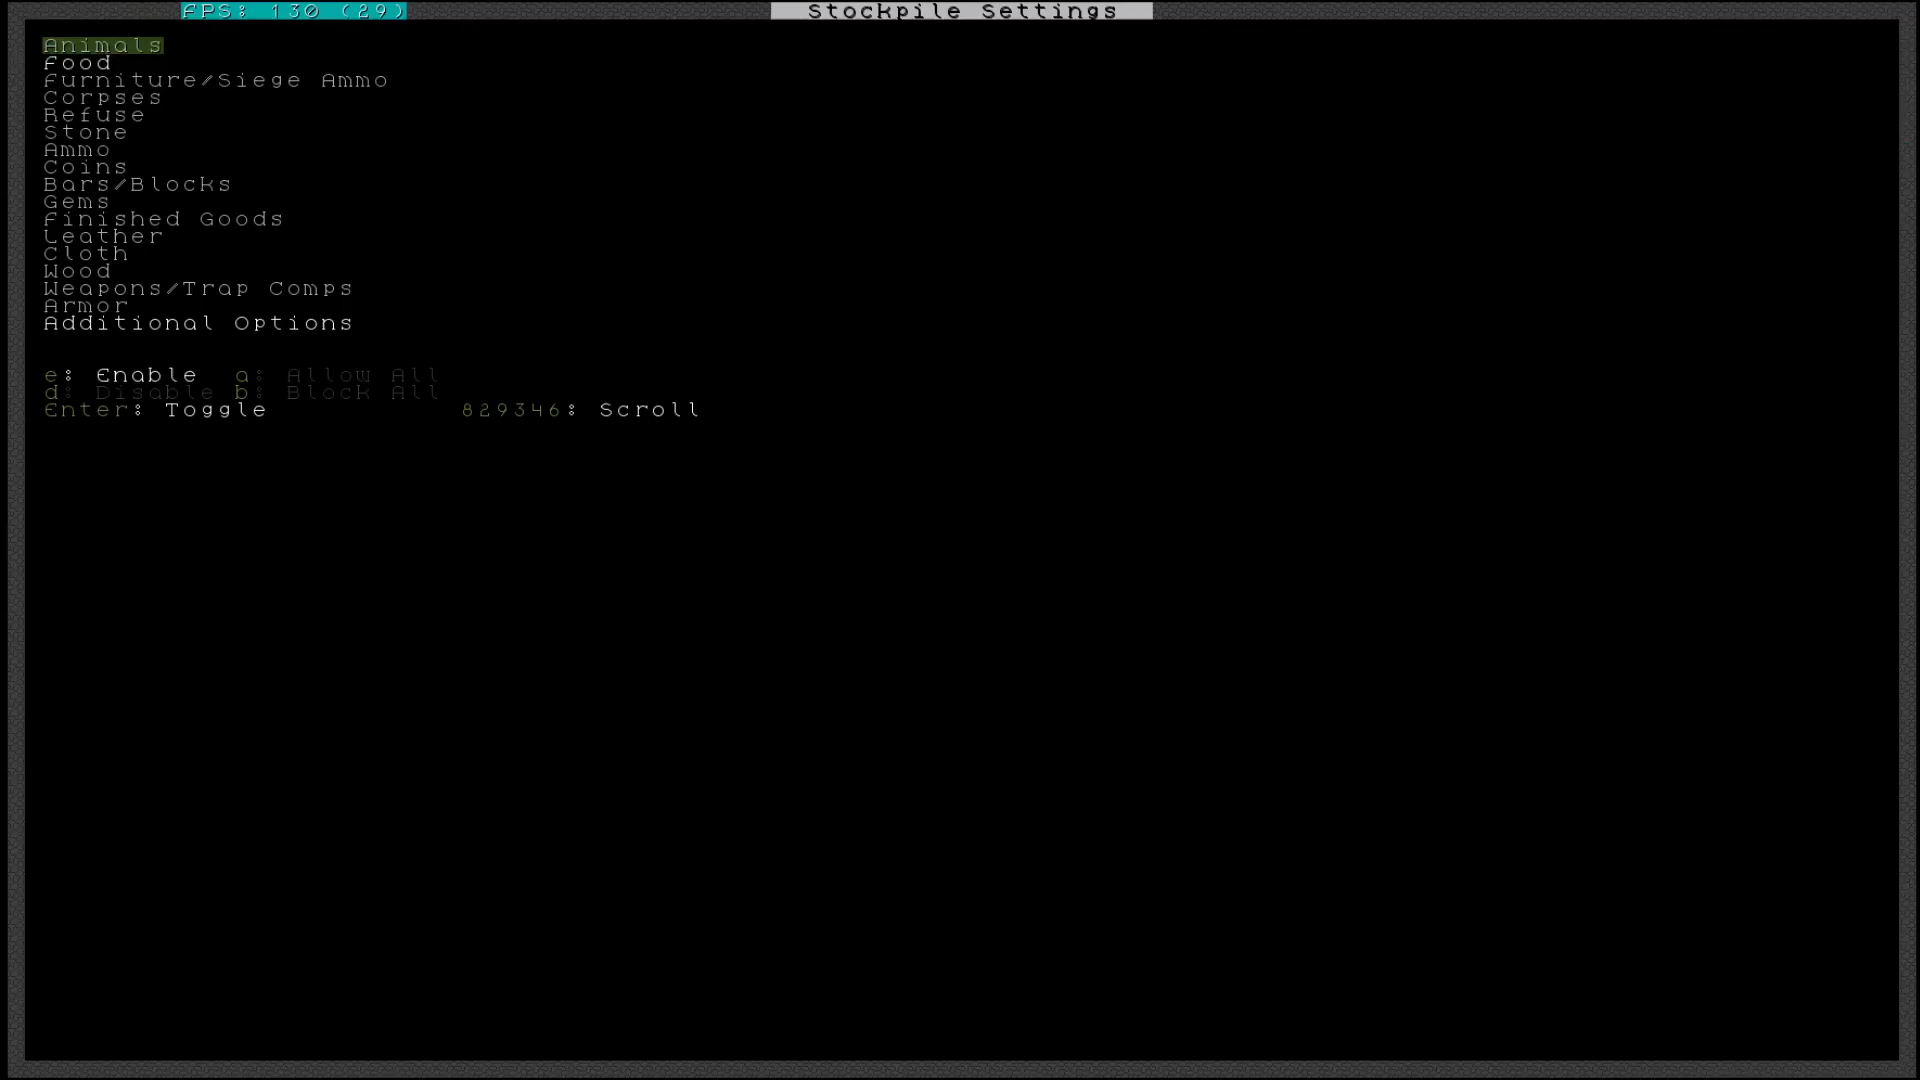 FPS: 130 (29)
Stockpile Settings
Animals
Food
Furniture/Siege Ammo
Corpses
Refuse
Stone
Ammo
Coins
Bars/Blocks
Gems
Finished Goods
Leather
Cloth
Wood
Weapons/Trap Comps
Armor
Additional Options
e: Enable a: Allow All
d: Disable b: Block All
Enter: Toggle 829346: Scroll